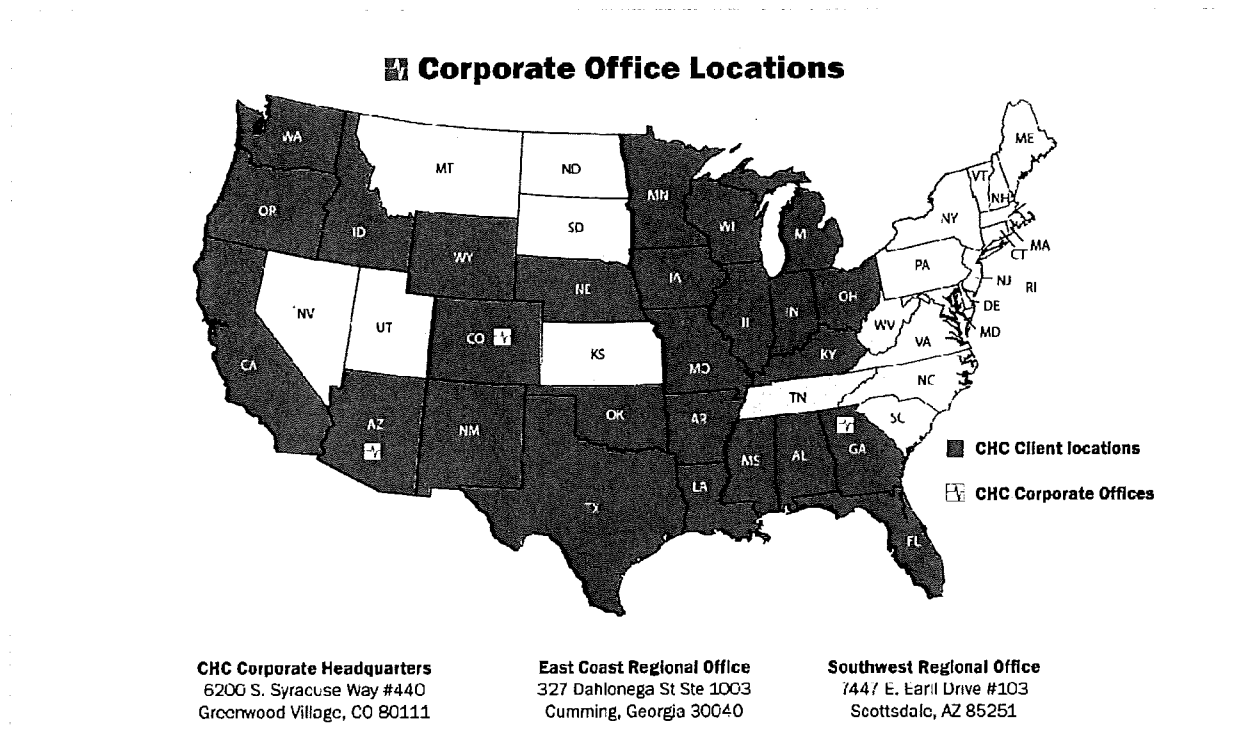 Corporate Office Locations
WA
MT
ND
MN
ME
VT
NH
OR
ID
SD
WI
MI
NY
MA
CT
WY
IA
PA
NJ
RI
NE
OH
DE
MD
NV
UT
CO
KS
IL
IN
WV
VA
KY
CA
MO
NC
TN
AZ
NM
OK
AR
SC
MS
AL
GA
LA
TX
FL
CHC Client locations
CHC Corporate Offices
CHC Corporate Headquarters
6200 S. Syracuse Way #440
Greenwood Village, CO 80111
East Coast Regional Office
327 Dahlonega St Ste 1003
Cumming, Georgia 30040
Southwest Regional Office
7447 E. Earll Drive #103
Scottsdale, AZ 85251